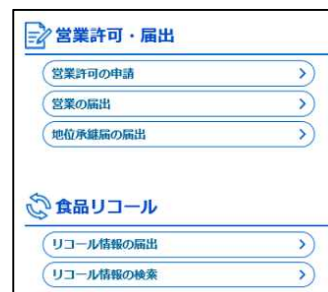 営業許可・届出
営業許可の申請
営業の届出
地位承継届の届出
食品リコール
リコール情報の届出
リコール情報の検索